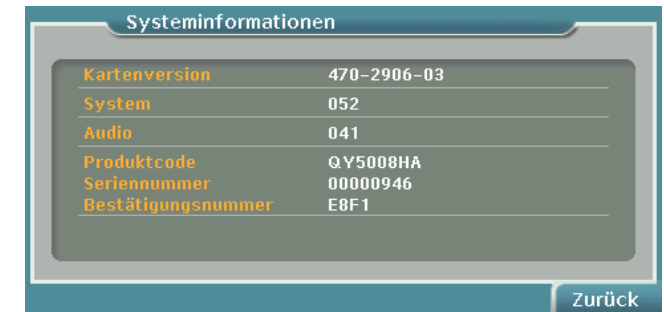 Systeminformationen
Kartenversion 470-2906-03
System 052
Audio 041
Produktcode QY5008HA
Seriennummer 00000946
Bestätigungsnummer E8F1
Zurück